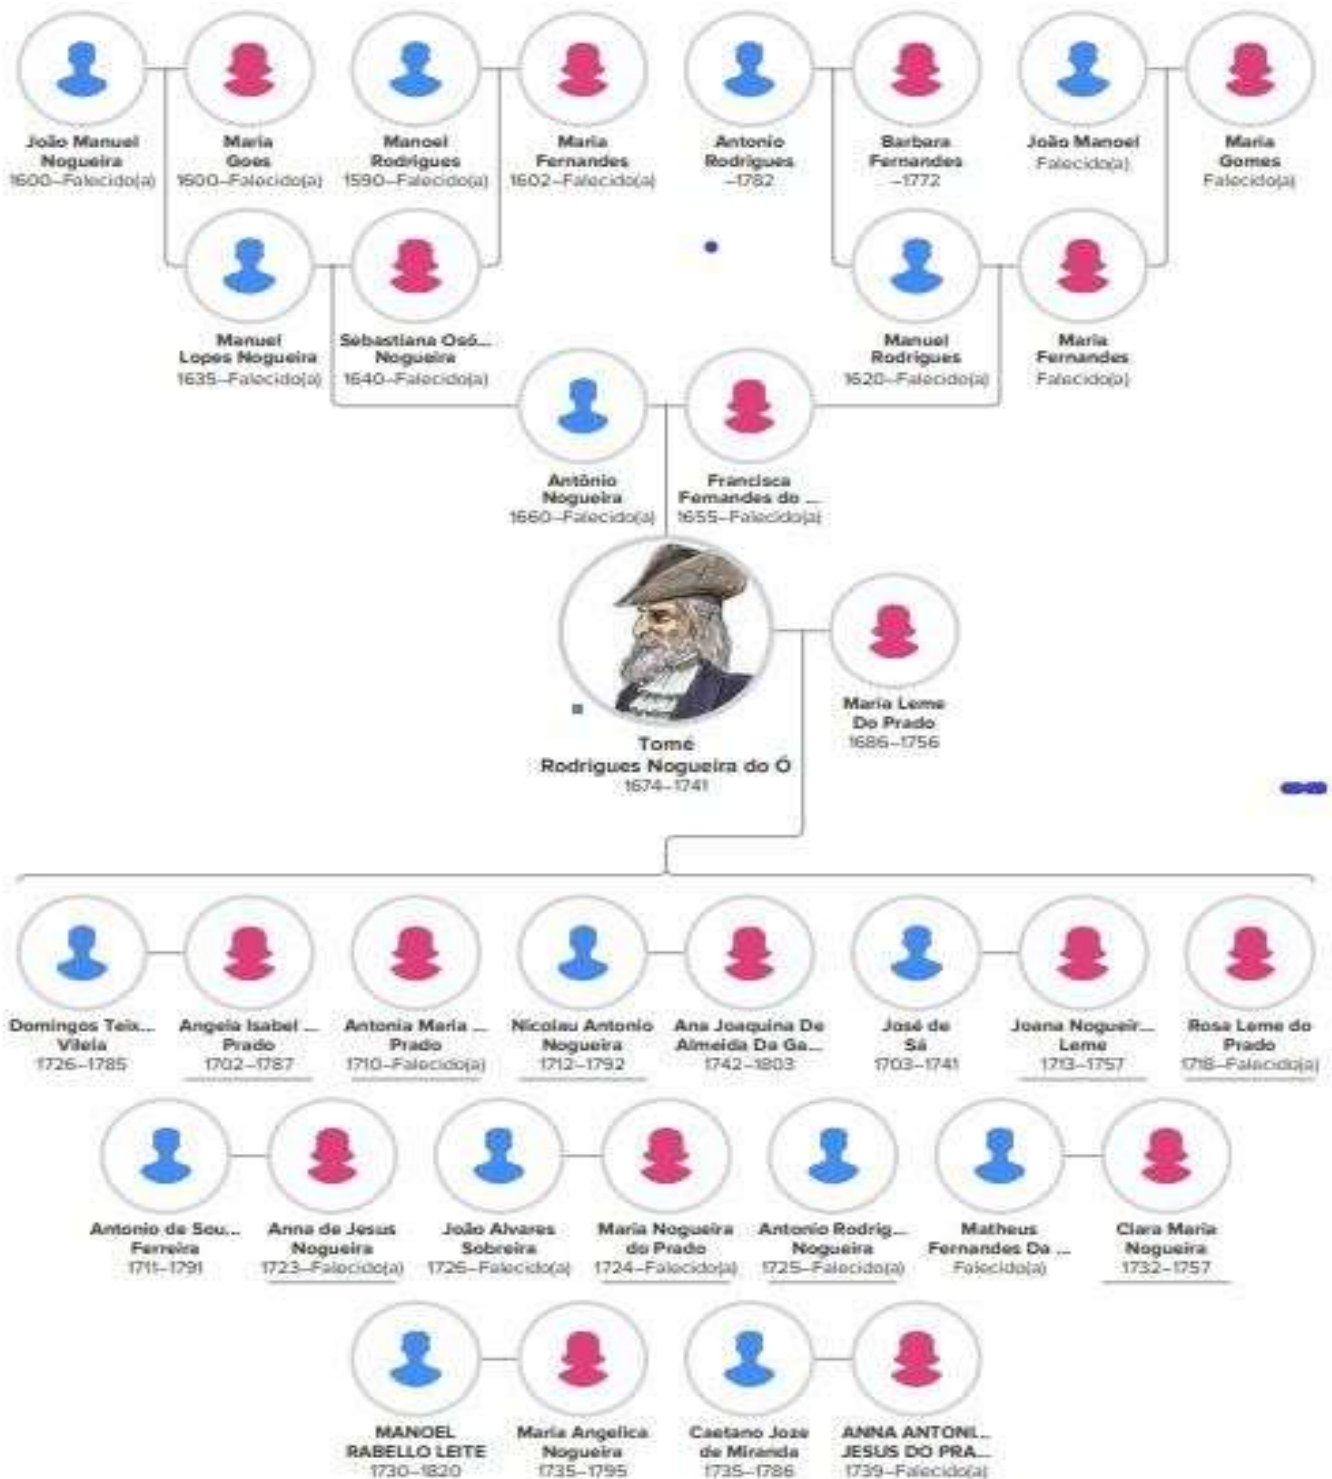 João Manuel
Nogueira
1600–Falecido(a)
Maria
Goes
1600–Falecido(a)
Manoel
Rodrigues
1590–Falecido(a)
Maria
Fernandes
1602–Falecido(a)
Antonio
Rodrigues
–1782
Barbara
Fernandes
–1772
João Manoel
Falecido(a)
Maria
Gomes
Falecido(a)
Manuel
Lopes Nogueira
1635–Falecido(a)
Sebastiana Osó...
Nogueira
1640–Falecido(a)
Manuel
Rodrigues
1620–Falecido(a)
Maria
Fernandes
Falecido(a)
Antônio
Nogueira
1660–Falecido(a)
Francisca
Fernandes do ...
1655–Falecido(a)
Tomé
Rodrigues Nogueira do Ó
1674–1741
Maria Leme
Do Prado
1686–1756
Domingos Teix...
Vilela
1726–1785
Angela Isabel ...
Prado
1702–1787
Antonia Maria ...
Prado
1710–Falecido(a)
Nicolau Antonio
Nogueira
1712–1792
Ana Joaquina De
Almeida Da Ga...
1742–1803
José de
Sá
1703–1741
Joana Nogueir...
Leme
1713–1757
Rosa Leme do
Prado
1718–Falecido(a)
Antonio de Sou...
Ferreira
1711–1791
Anna de Jesus
Nogueira
1723–Falecido(a)
João Alvares
Sobreira
1726–Falecido(a)
Maria Nogueira
do Prado
1724–Falecido(a)
Antonio Rodrig...
Nogueira
1725–Falecido(a)
Matheus
Fernandes Da ...
Falecido(a)
Clara Maria
Nogueira
1732–1757
MANOEL
RABELLO LEITE
1730–1820
Maria Angelica
Nogueira
1735–1795
Caetano Joze
de Miranda
1735–1786
ANNA ANTONI...
JESUS DO PRA...
1739–Falecido(a)